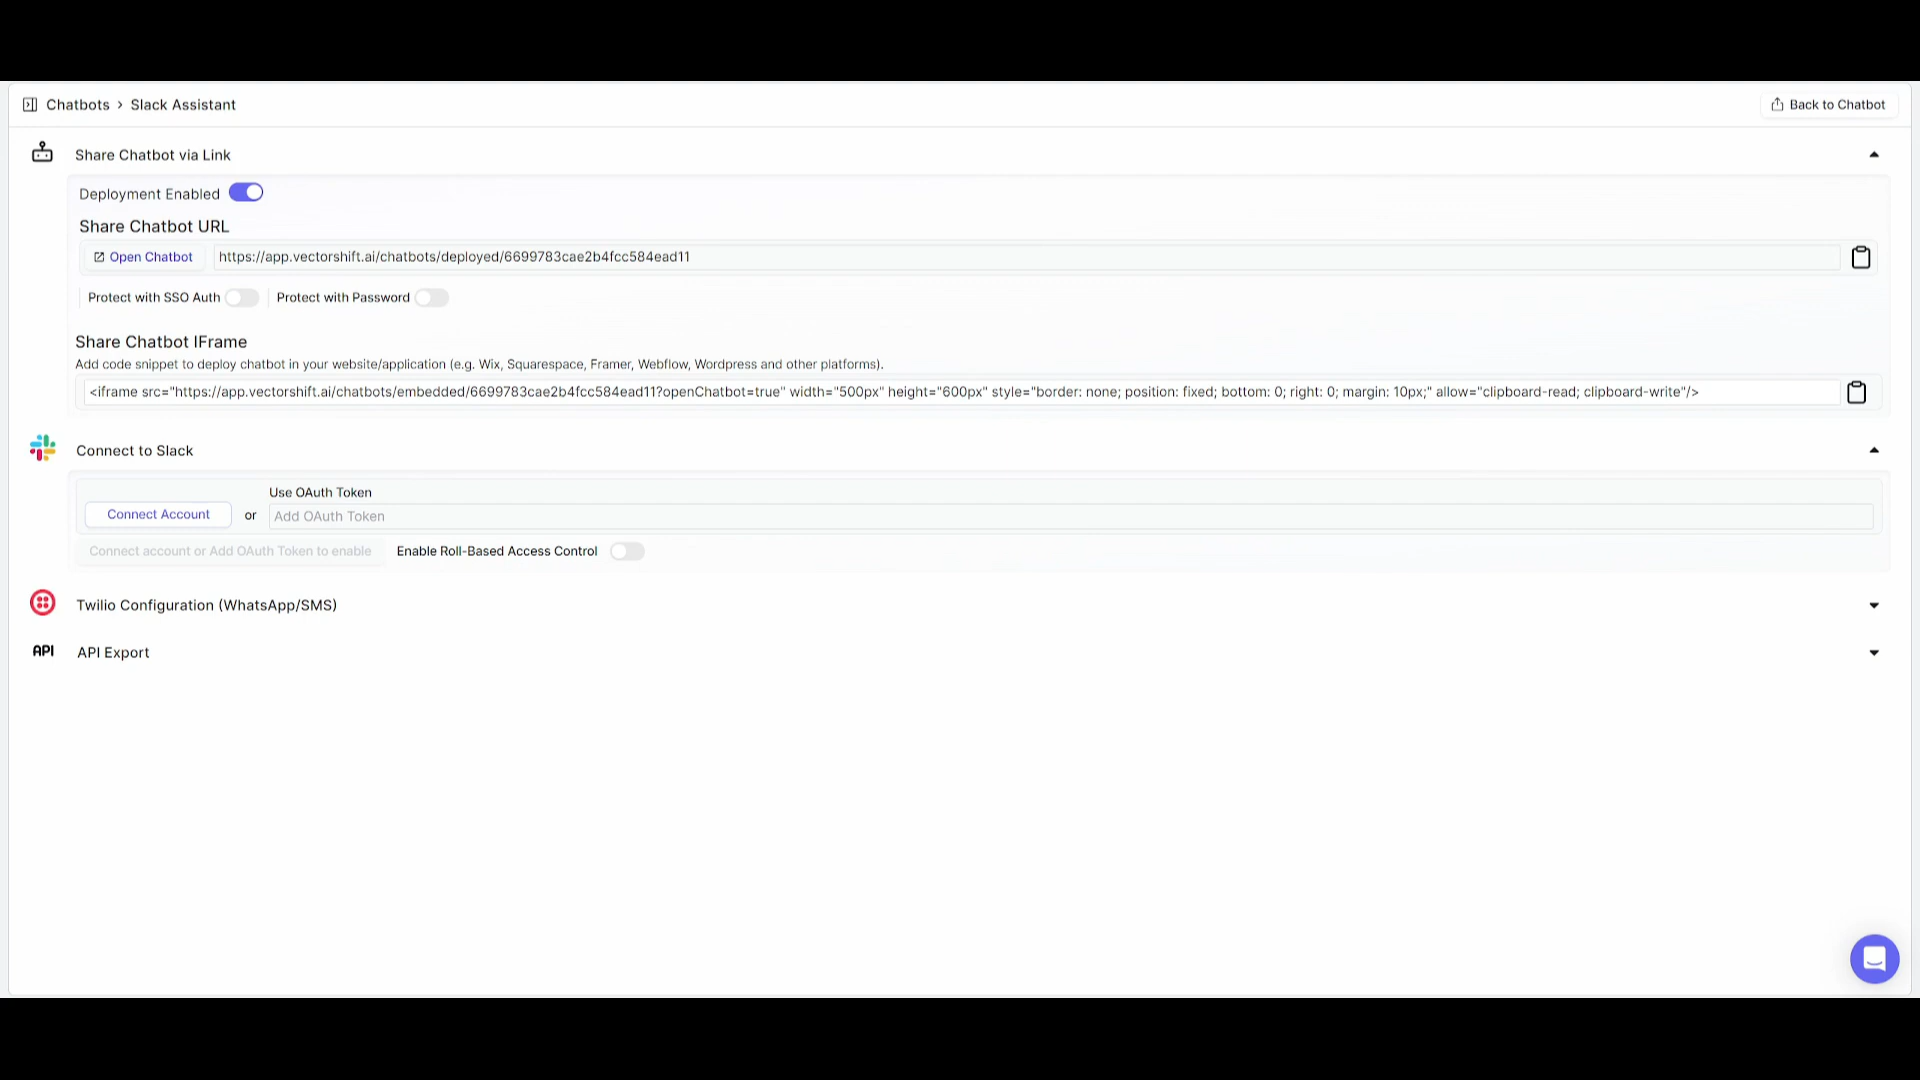 Chatbots › Slack Assistant
Back to Chatbot
Share Chatbot via Link
Deployment Enabled
Share Chatbot URL
Open Chatbot
https://app.vectorshift.ai/chatbots/deployed/6699783cae2b4fcc584ead11
Protect with SSO Auth
Protect with Password
Share Chatbot IFrame
Add code snippet to deploy chatbot in your website/application (e.g. Wix, Squarespace, Framer, Webflow, Wordpress and other platforms).
<iframe src="https://app.vectorshift.ai/chatbots/embedded/6699783cae2b4fcc584ead11?openChatbot=true" width="500px" height="600px" style="border: none; position: fixed; bottom: 0; right: 0; margin: 10px;" allow="clipboard-read; clipboard-write"/>
Connect to Slack
Use OAuth Token
Connect Account or Add OAuth Token
Connect account or Add OAuth Token to enable
Enable Roll-Based Access Control
Twilio Configuration (WhatsApp/SMS)
API API Export